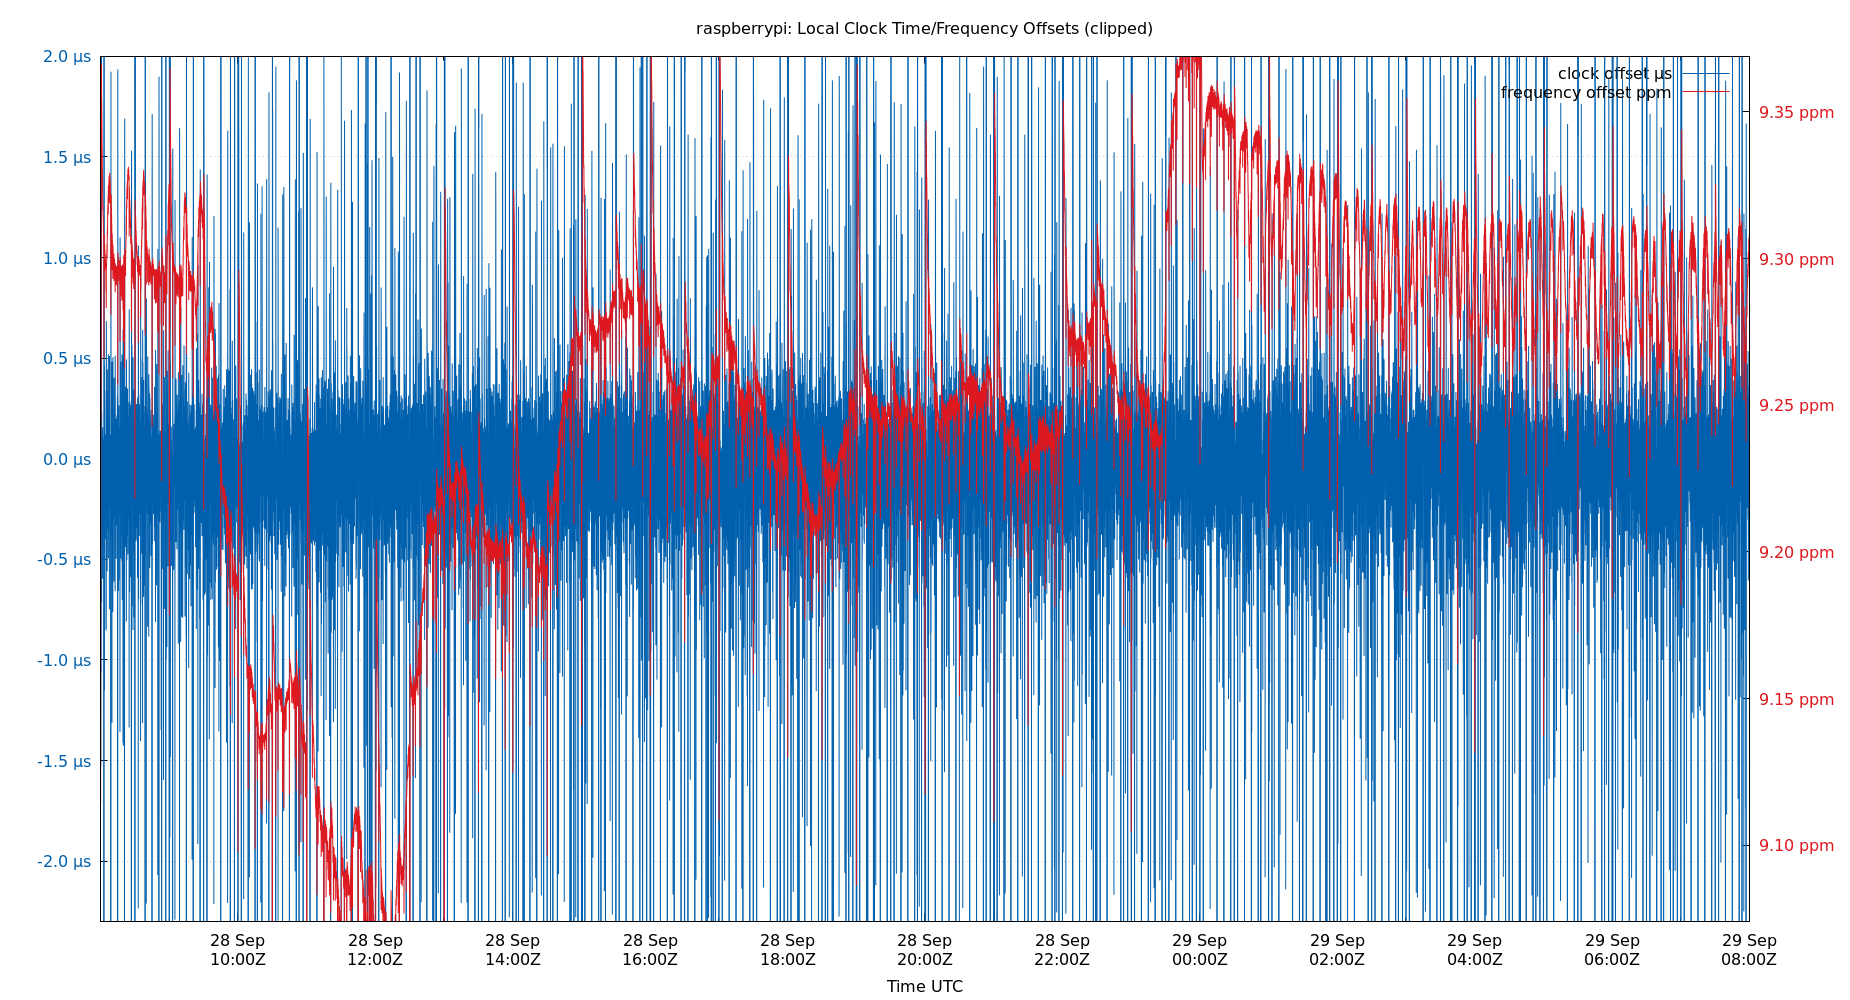 raspberrypi: Local Clock Time/Frequency Offsets (clipped)
2.0 µs
1.5 µs
1.0 µs
0.5 µs
0.0 µs
-0.5 µs
-1.0 µs
-1.5 µs
-2.0 µs
clock offset µs
frequency offset ppm
9.35 ppm
9.30 ppm
9.25 ppm
9.20 ppm
9.15 ppm
9.10 ppm
28 Sep 28 Sep 28 Sep 28 Sep 28 Sep 28 Sep 28 Sep 29 Sep 29 Sep 29 Sep 29 Sep 29 Sep
10:00Z 12:00Z 14:00Z 16:00Z 18:00Z 20:00Z 22:00Z 00:00Z 02:00Z 04:00Z 06:00Z 08:00Z
Time UTC